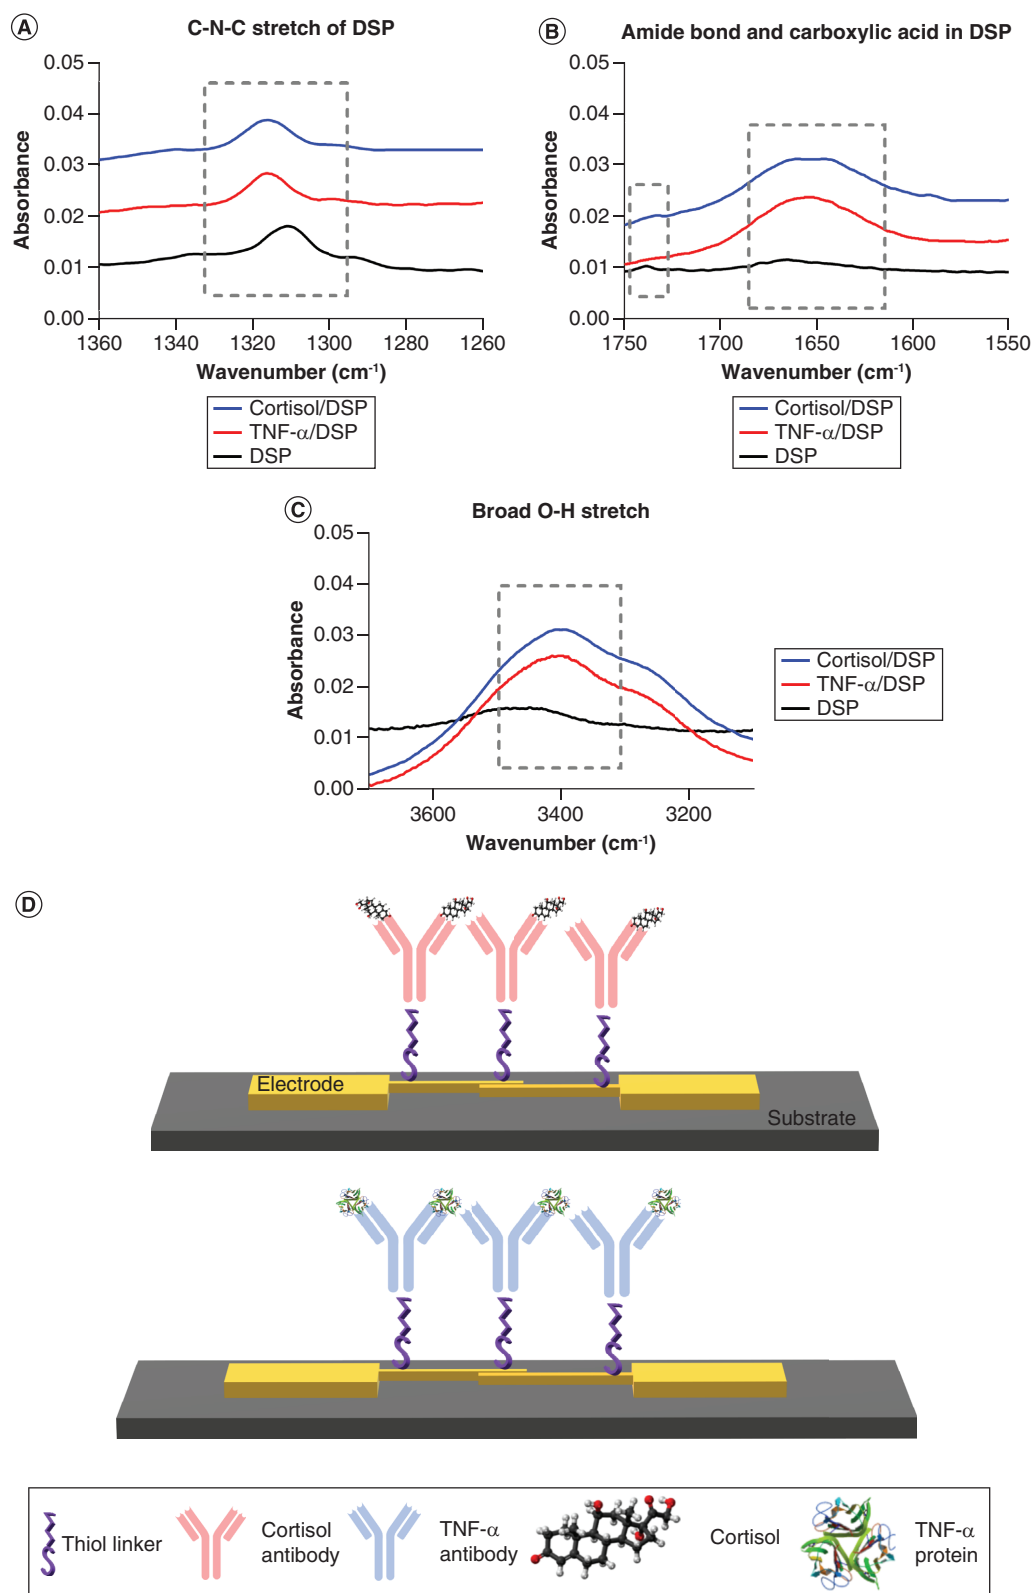 A
C-N-C stretch of DSP
Absorbance
0.05
0.04
0.03
0.02
0.01
0.00
1360
1340
1320
1300
1280
1260
Wavenumber (cm-1)
Cortisol/DSP
TNF-α/DSP
DSP
B
Amide bond and carboxylic acid in DSP
Absorbance
0.05
0.04
0.03
0.02
0.01
0.00
1750
1700
1650
1600
1550
Wavenumber (cm-1)
Cortisol/DSP
TNF-α/DSP
DSP
C
Broad O-H stretch
Absorbance
0.05
0.04
0.03
0.02
0.01
0.00
3600
3400
3200
Wavenumber (cm-1)
Cortisol/DSP
TNF-α/DSP
DSP
D
Electrode
Substrate
Thiol linker
Cortisol
antibody
TNF-α
antibody
Cortisol
TNF-α
protein